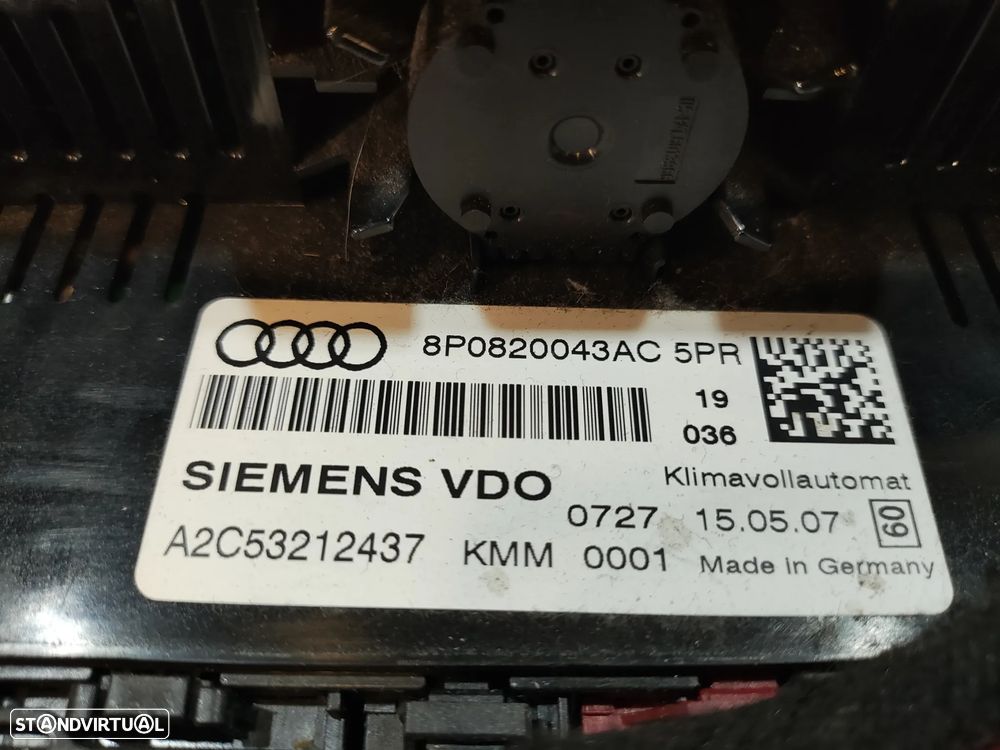 8P0820043AC 5PR
19
036
SIEMENS VDO
Klimavollautomat
0727 15.05.07 60
A2C53212437 KMM 0001 Made in Germany
STANDVIRTUAL